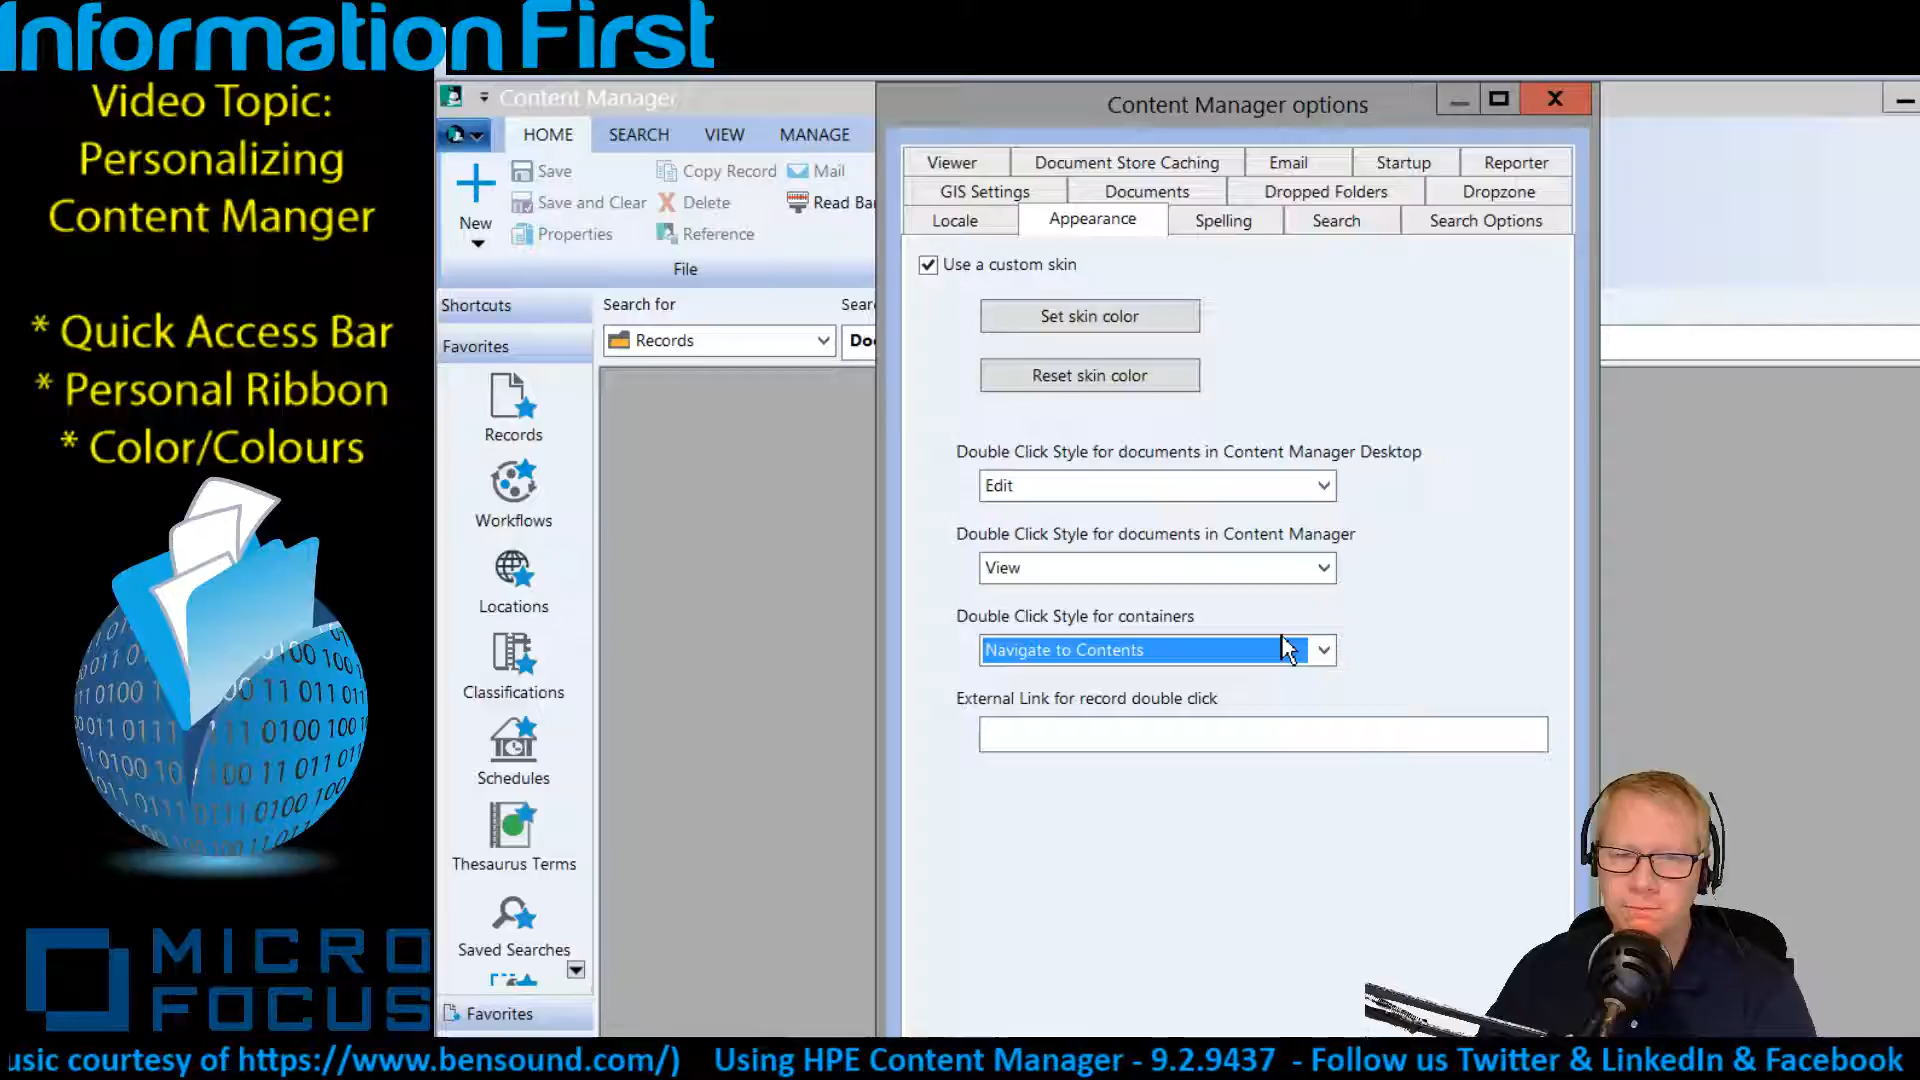 Information First
Video Topic:
Personalizing
Content Manger
* Quick Access Bar
* Personal Ribbon
* Color/Colours
MICRO
FOCUS
Content Manager
HOME
SEARCH
VIEW
MANAGE
New
Save
Save and Clear
Properties
Copy Record
Delete
Reference
Mail
Read Bar
File
Shortcuts
Favorites
Records
Workflows
Locations
Classifications
Schedules
Thesaurus Terms
Saved Searches
Favorites
Search for
Records
Sear
Doc
Content Manager options
Viewer
Document Store Caching
Email
Startup
Reporter
GIS Settings
Documents
Dropped Folders
Dropzone
Locale
Appearance
Spelling
Search
Search Options
Use a custom skin
Set skin color
Reset skin color
Double Click Style for documents in Content Manager Desktop
Edit
Double Click Style for documents in Content Manager
View
Double Click Style for containers
Navigate to Contents
External Link for record double click
usic courtesy of https://www.bensound.com/) Using HPE Content Manager - 9.2.9437 - Follow us Twitter & LinkedIn & Facebook